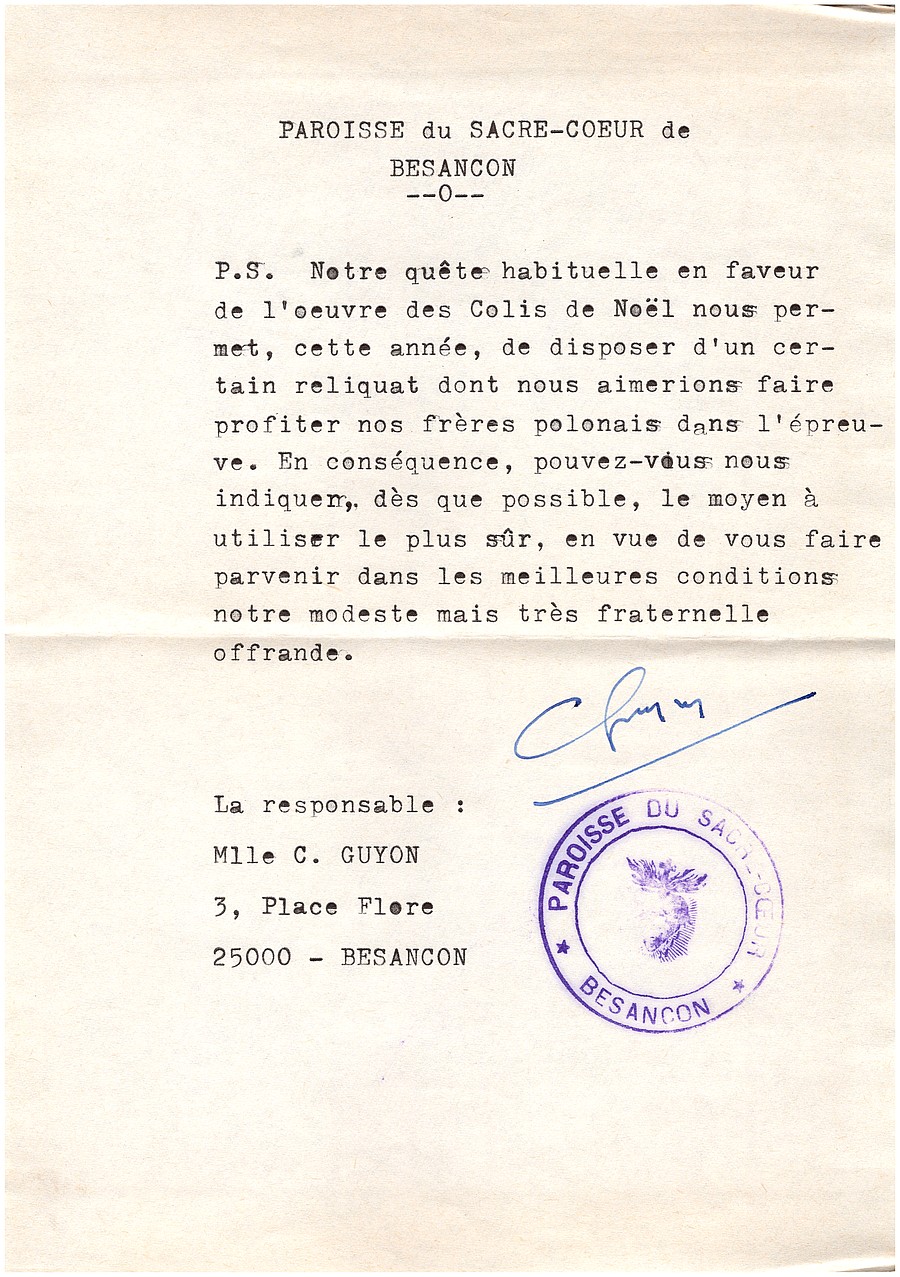 PAROISSE du SACRE-COEUR de
BESANCON
--O--
P.S. Notre quête habituelle en faveur
de l'oeuvre des Colis de Noël nous per-
met, cette année, de disposer d'un cer-
tain reliquat dont nous aimerions faire
profiter nos frères polonais dans l'épreu-
ve. En conséquence, pouvez-vous nous
indiquer, dès que possible, le moyen à
utiliser le plus sûr, en vue de vous faire
parvenir dans les meilleures conditions
notre modeste mais très fraternelle
offrande.
C Guyon
La responsable :
Mlle C. GUYON
3, Place Flore
25000 - BESANCON
PAROISSE DU SACRE-CŒUR
★ BESANCON ★